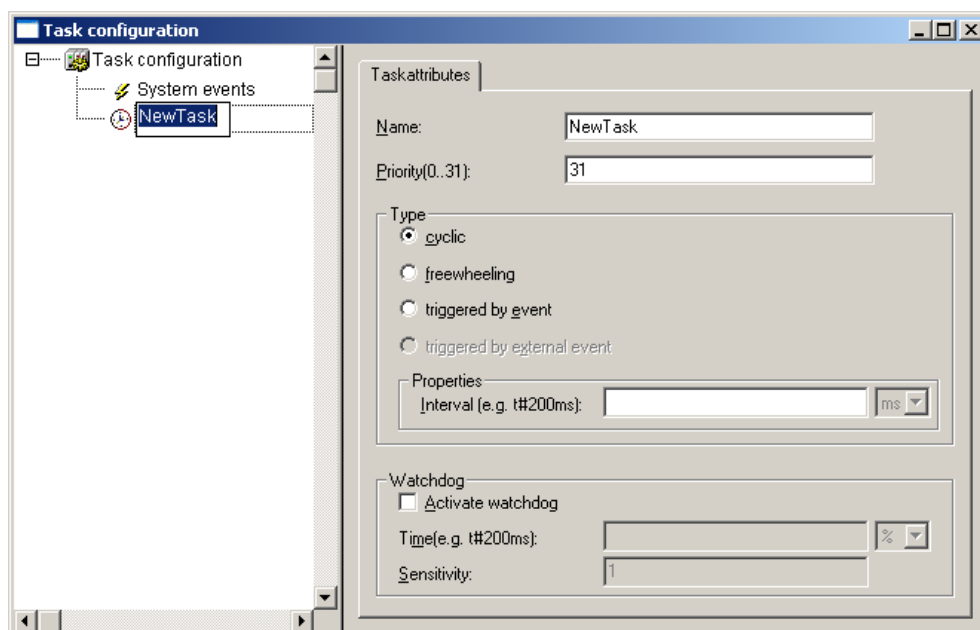 Task configuration
Task configuration
System events
NewTask
Taskattributes
Name: NewTask
Priority(0..31): 31
Type
cyclic
freewheeling
triggered by event
triggered by external event
Properties
Interval (e.g. t#200ms): ms
Watchdog
Activate watchdog
Time(e.g. t#200ms): %
Sensitivity: 1